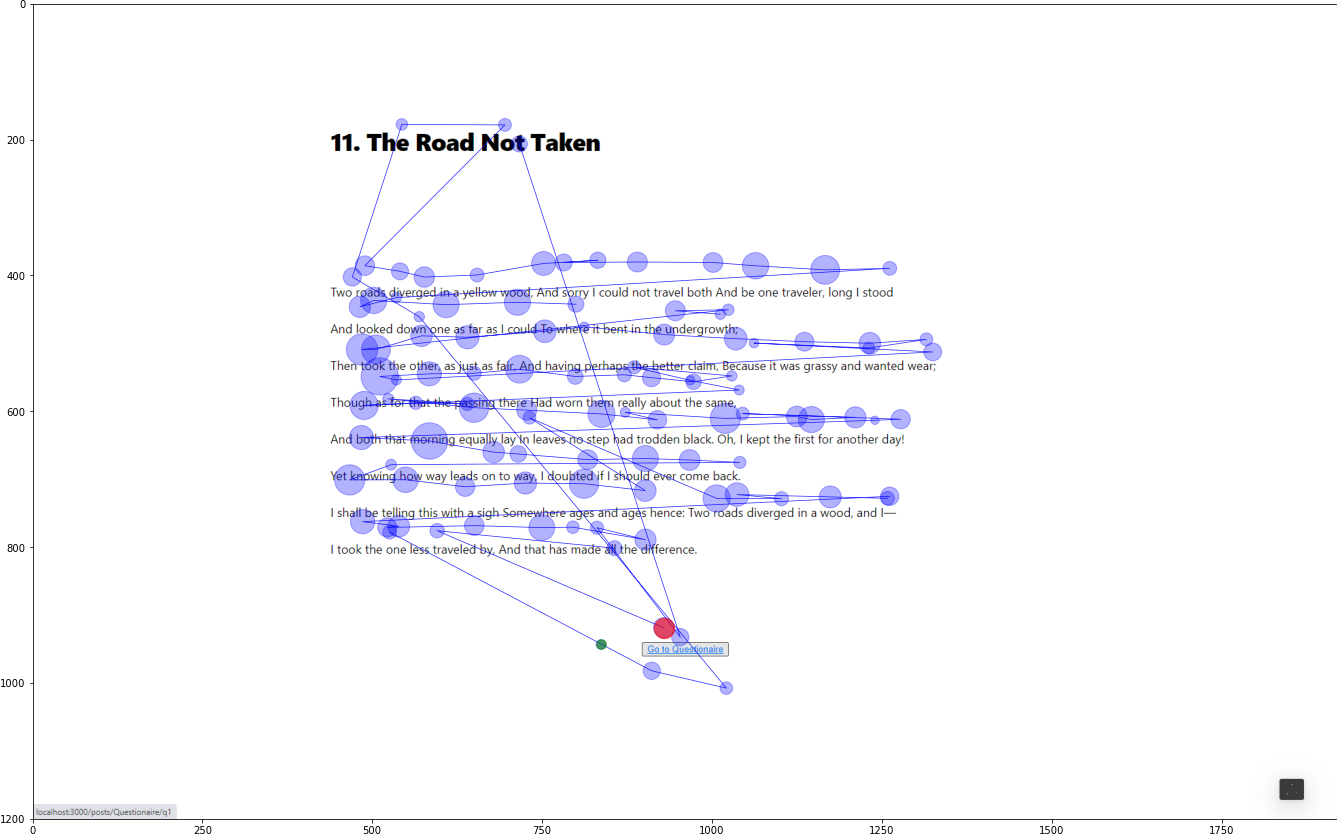 0
200
11. The Road Not Taken
400
Two roads diverged in a yellow wood, And sorry I could not travel both And be one traveler, long I stood
And looked down one as far as I could To where it bent in the undergrowth;
Then took the other, as just as fair, And having perhaps the better claim, Because it was grassy and wanted wear;
Though as for that the passing there Had worn them really about the same,
600
And both that morning equally lay In leaves no step had trodden black. Oh, I kept the first for another day!
Yet knowing how way leads on to way, I doubted if I should ever come back.
I shall be telling this with a sigh Somewhere ages and ages hence: Two roads diverged in a wood, and I—
800
I took the one less traveled by, And that has made all the difference.
Go to Questionaire
1000
localhost:3000/posts/Questionaire/q1
1200
0 250 500 750 1000 1250 1500 1750